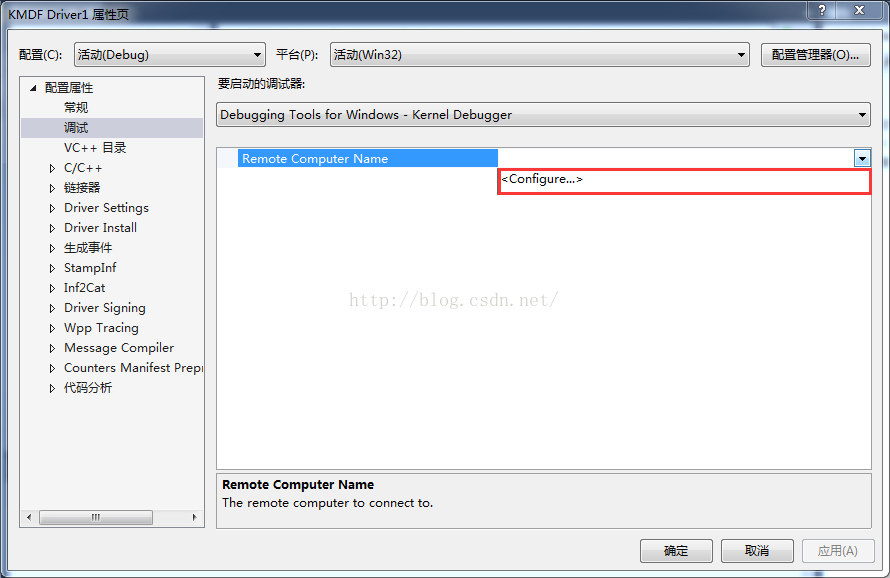 KMDF Driver1 属性页
配置(C): 活动(Debug) 平台(P): 活动(Win32) 配置管理器(O)...
配置属性
常规
调试
VC++ 目录
C/C++
链接器
Driver Settings
Driver Install
生成事件
StampInf
Inf2Cat
Driver Signing
Wpp Tracing
Message Compiler
Counters Manifest Prepr
代码分析
要启动的调试器:
Debugging Tools for Windows - Kernel Debugger
Remote Computer Name
<Configure...>
http://blog.csdn.net/
Remote Computer Name
The remote computer to connect to.
确定 取消 应用(A)